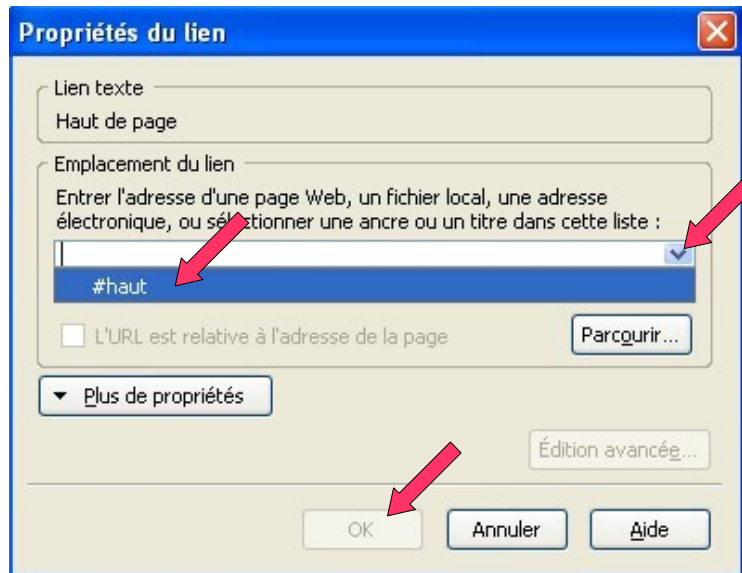 Propriétés du lien
Lien texte
Haut de page
Emplacement du lien
Entrer l'adresse d'une page Web, un fichier local, une adresse
électronique, ou sélectionner une ancre ou un titre dans cette liste :
#haut
L'URL est relative à l'adresse de la page
Parcourir...
Plus de propriétés
Édition avancée...
OK Annuler Aide